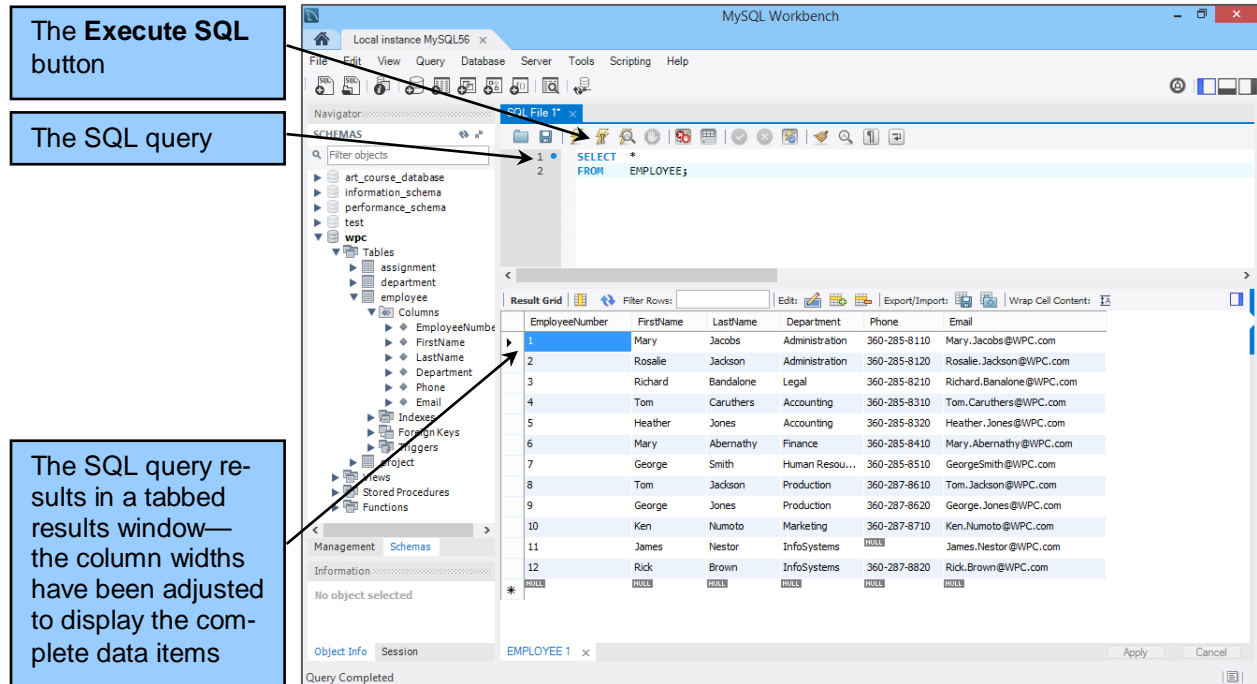 The Execute SQL
button
The SQL query
The SQL query re-
sults in a tabbed
results window—
the column widths
have been adjusted
to display the com-
plete data items
MySQL Workbench
Local instance MySQL56
File Edit View Query Database Server Tools Scripting Help
Navigator
SCHEMAS
Filter objects
art_course_database
information_schema
performance_schema
test
wpc
Tables
assignment
department
employee
Columns
EmployeeNumbe
FirstName
LastName
Department
Phone
Email
Indexes
Foreign Keys
Triggers
project
Views
Stored Procedures
Functions
Management Schemas
Information
No object selected
Object Info Session
Query Completed
SQL File 1*
1 SELECT *
2 FROM EMPLOYEE;
Result Grid Filter Rows: Edit: Export/Import: Wrap Cell Content:
EmployeeNumber FirstName LastName Department Phone Email
1 Mary Jacobs Administration 360-285-8110 Mary.Jacobs@WPC.com
2 Rosalie Jackson Administration 360-285-8120 Rosalie.Jackson@WPC.com
3 Richard Bandalone Legal 360-285-8210 Richard.Banalone@WPC.com
4 Tom Caruthers Accounting 360-285-8310 Tom.Caruthers@WPC.com
5 Heather Jones Accounting 360-285-8320 Heather.Jones@WPC.com
6 Mary Abernathy Finance 360-285-8410 Mary.Abernathy@WPC.com
7 George Smith Human Resou... 360-285-8510 GeorgeSmith@WPC.com
8 Tom Jackson Production 360-287-8610 Tom.Jackson@WPC.com
9 George Jones Production 360-287-8620 George.Jones@WPC.com
10 Ken Numoto Marketing 360-287-8710 Ken.Numoto@WPC.com
11 James Nestor InfoSystems NULL James.Nestor@WPC.com
12 Rick Brown InfoSystems 360-287-8820 Rick.Brown@WPC.com
NULL NULL NULL NULL NULL NULL
EMPLOYEE 1
Apply Cancel